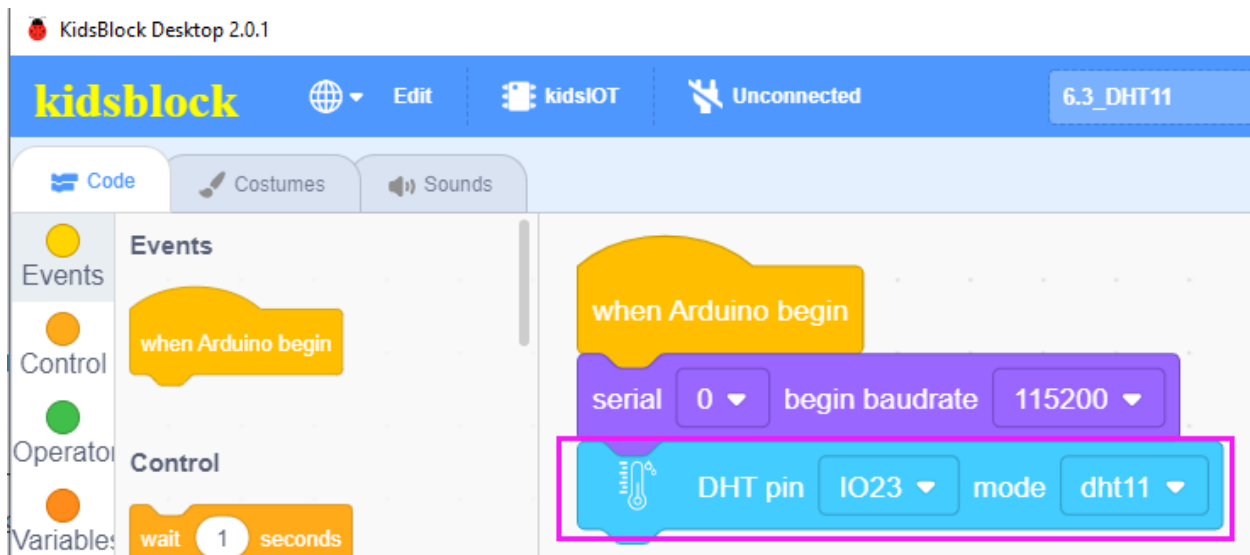 KidsBlock Desktop 2.0.1
kidsblock Edit kidsIOT Unconnected 6.3_DHT11
Code Costumes Sounds
Events
Control
Operator
Variables
Events
when Arduino begin
Control
wait 1 seconds
when Arduino begin
serial 0 begin baudrate 115200
DHT pin IO23 mode dht11